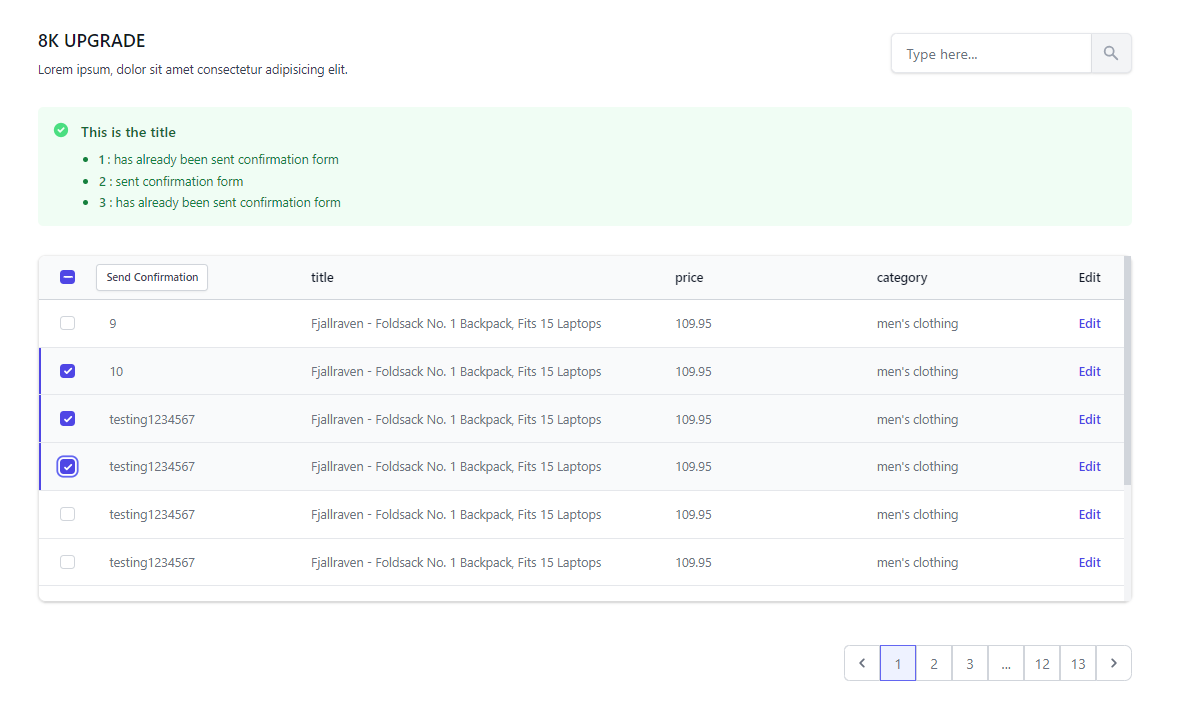 8K UPGRADE
Lorem ipsum, dolor sit amet consectetur adipisicing elit.
Type here...
This is the title
1 : has already been sent confirmation form
2 : sent confirmation form
3 : has already been sent confirmation form
Send Confirmation title price category Edit
9 Fjallraven - Foldsack No. 1 Backpack, Fits 15 Laptops 109.95 men's clothing Edit
10 Fjallraven - Foldsack No. 1 Backpack, Fits 15 Laptops 109.95 men's clothing Edit
testing1234567 Fjallraven - Foldsack No. 1 Backpack, Fits 15 Laptops 109.95 men's clothing Edit
testing1234567 Fjallraven - Foldsack No. 1 Backpack, Fits 15 Laptops 109.95 men's clothing Edit
testing1234567 Fjallraven - Foldsack No. 1 Backpack, Fits 15 Laptops 109.95 men's clothing Edit
testing1234567 Fjallraven - Foldsack No. 1 Backpack, Fits 15 Laptops 109.95 men's clothing Edit
1 2 3 ... 12 13